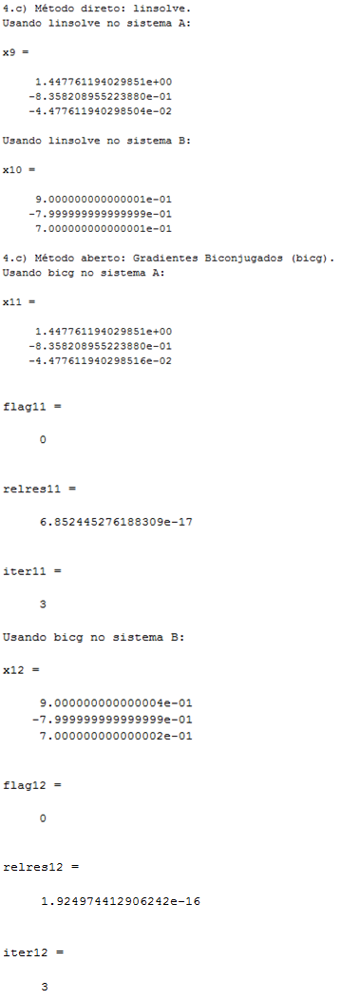 4.c) Método direto: linsolve.
Usando linsolve no sistema A:
x9 =
1.447761194029851e+00
-8.358208955223880e-01
-4.477611940298504e-02
Usando linsolve no sistema B:
x10 =
9.000000000000001e-01
-7.999999999999999e-01
7.000000000000001e-01
4.c) Método aberto: Gradientes Biconjugados (bicg).
Usando bicg no sistema A:
x11 =
1.447761194029851e+00
-8.358208955223880e-01
-4.477611940298516e-02
flag11 =
0
relres11 =
6.852445276188309e-17
iter11 =
3
Usando bicg no sistema B:
x12 =
9.000000000000004e-01
-7.999999999999999e-01
7.000000000000002e-01
flag12 =
0
relres12 =
1.924974412906242e-16
iter12 =
3